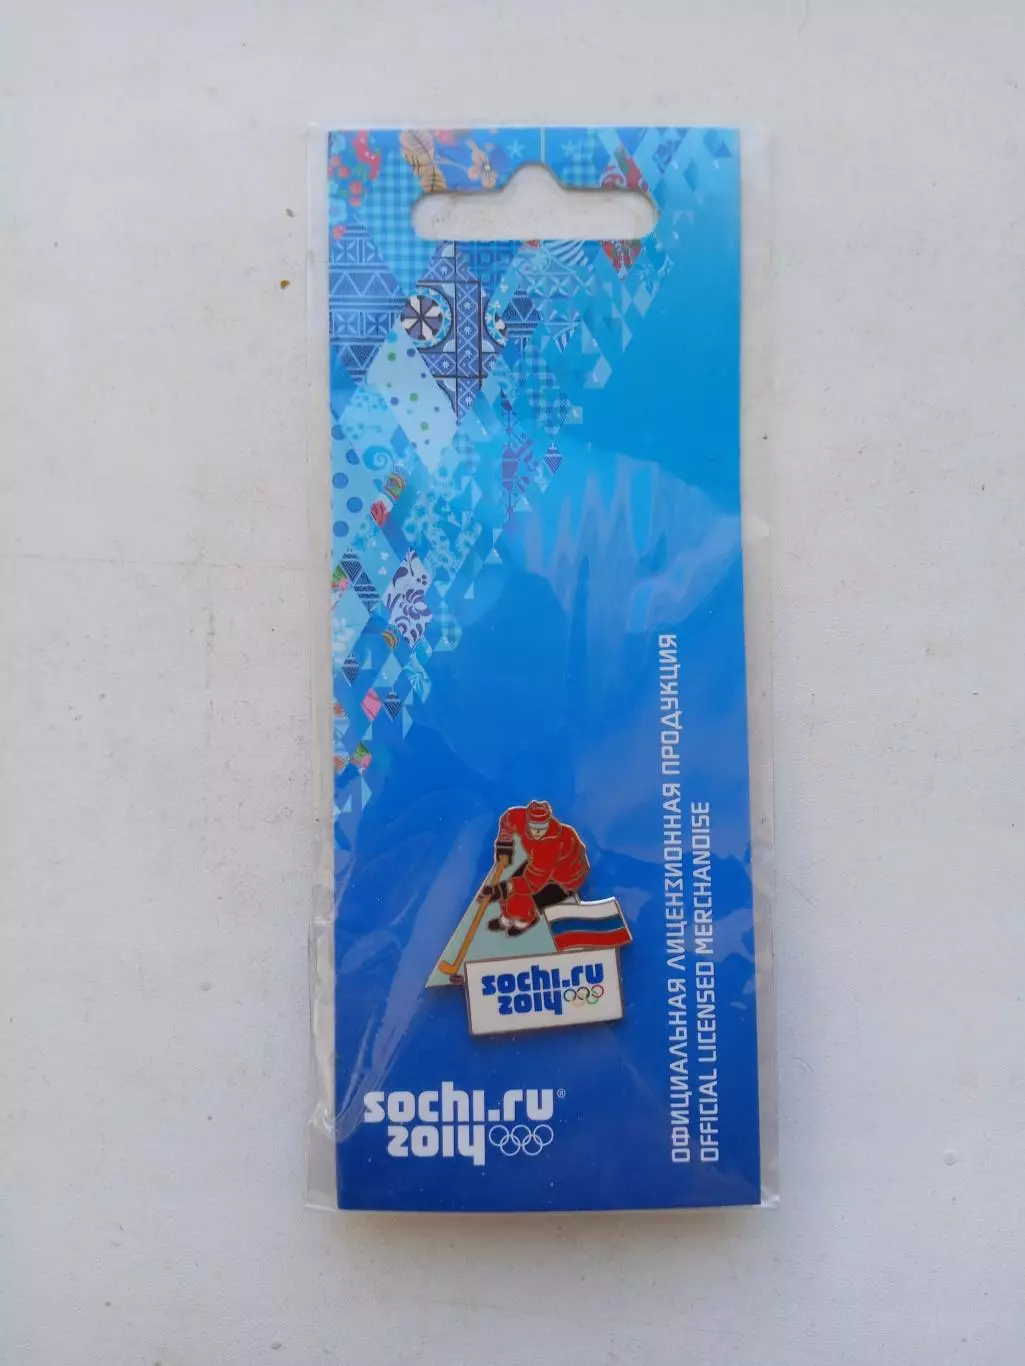 sochi.ru
2014
sochi.ru®
2014
ОФИЦИАЛЬНАЯ ЛИЦЕНЗИОННАЯ ПРОДУКЦИЯ
OFFICIAL LICENSED MERCHANDISE